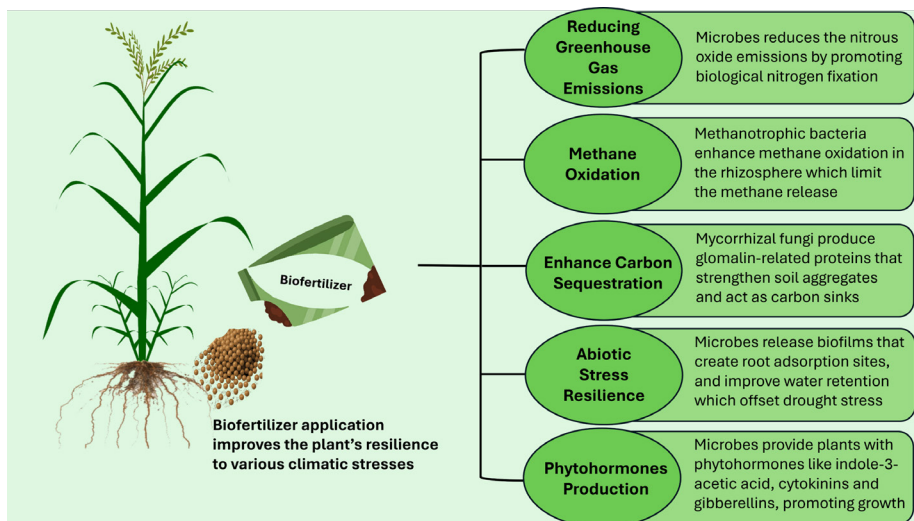 Reducing
Greenhouse
Gas
Emissions
Microbes reduces the nitrous
oxide emissions by promoting
biological nitrogen fixation
Methane
Oxidation
Methanotrophic bacteria
enhance methane oxidation in
the rhizosphere which limit
the methane release
Enhance Carbon
Sequestration
Mycorrhizal fungi produce
glomalin-related proteins that
strengthen soil aggregates
and act as carbon sinks
Abiotic
Stress
Resilience
Microbes release biofilms that
create root adsorption sites,
and improve water retention
which offset drought stress
Phytohormones
Production
Microbes provide plants with
phytohormones like indole-3-
acetic acid, cytokinins and
gibberellins, promoting growth
Biofertilizer
Biofertilizer application
improves the plant’s resilience
to various climatic stresses